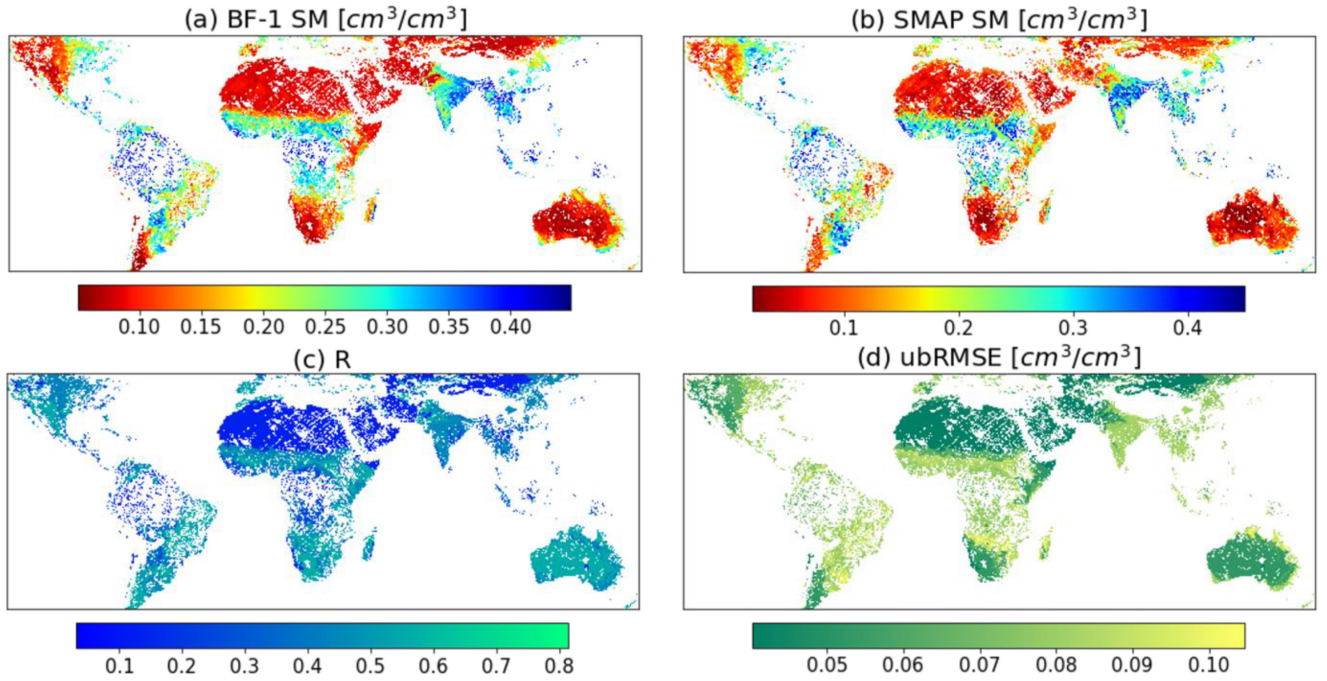 (a) BF-1 SM [cm³/cm³]
(b) SMAP SM [cm³/cm³]
0.10 0.15 0.20 0.25 0.30 0.35 0.40
0.1 0.2 0.3 0.4
(c) R
(d) ubRMSE [cm³/cm³]
0.1 0.2 0.3 0.4 0.5 0.6 0.7 0.8
0.05 0.06 0.07 0.08 0.09 0.10